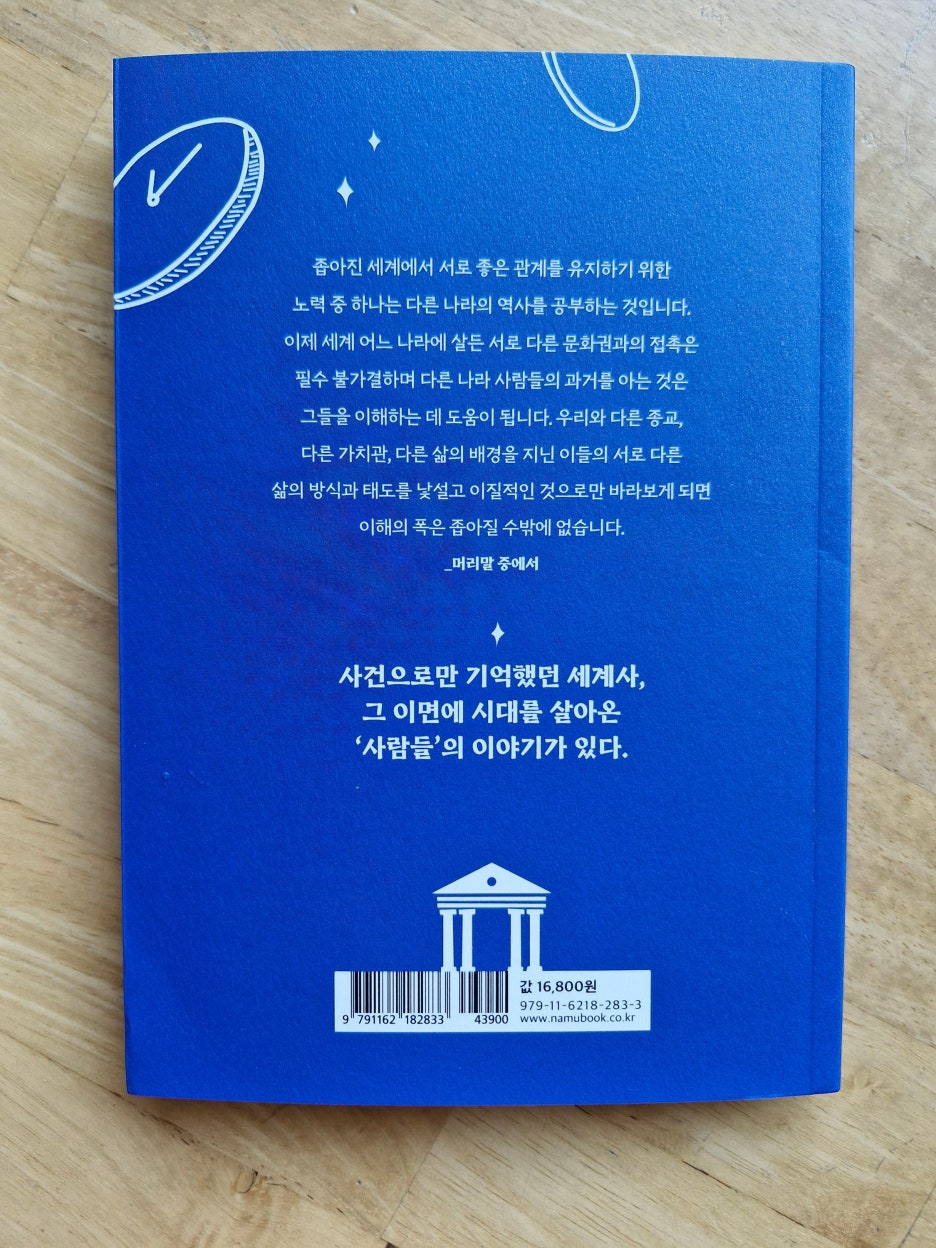 좁아진 세계에서 서로 좋은 관계를 유지하기 위한
노력 중 하나는 다른 나라의 역사를 공부하는 것입니다.
이제 세계 어느 나라에 살든 서로 다른 문화권과의 접촉은
필수 불가결하며 다른 나라 사람들의 과거를 아는 것은
그들을 이해하는 데 도움이 됩니다. 우리와 다른 종교,
다른 가치관, 다른 삶의 배경을 지닌 이들의 서로 다른
삶의 방식과 태도를 낯설고 이질적인 것으로만 바라보게 되면
이해의 폭은 좁아질 수밖에 없습니다.
_머리말 중에서
사건으로만 기억했던 세계사,
그 이면에 시대를 살아온
‘사람들’의 이야기가 있다.
값 16,800원
979-11-6218-283-3
www.namubook.co.kr
9 791162 182833 43900